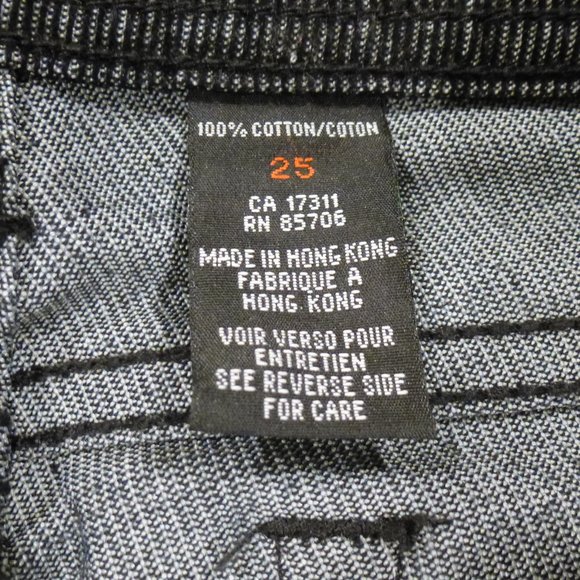 100% COTTON/COTON
25
CA 17311
RN 85706
MADE IN HONG KONG
FABRIQUE A
HONG KONG
VOIR VERSO POUR
ENTRETIEN
SEE REVERSE SIDE
FOR CARE